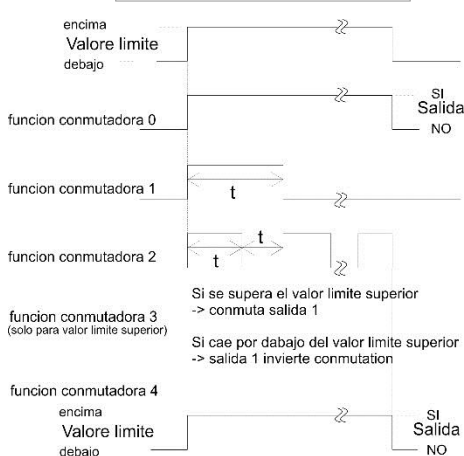 encima
Valore limite
debajo
SI
Salida
funcion conmutadora 0
NO
funcion conmutadora 1
t
t
funcion conmutadora 2
t
Si se supera el valor limite superior
-> conmuta salida 1
funcion conmutadora 3
(solo para valor limite superior)
Si cae por dabajo del valor limite superior
-> salida 1 invierte conmutation
funcion conmutadora 4
encima
SI
Valore limite
Salida
debajo
NO